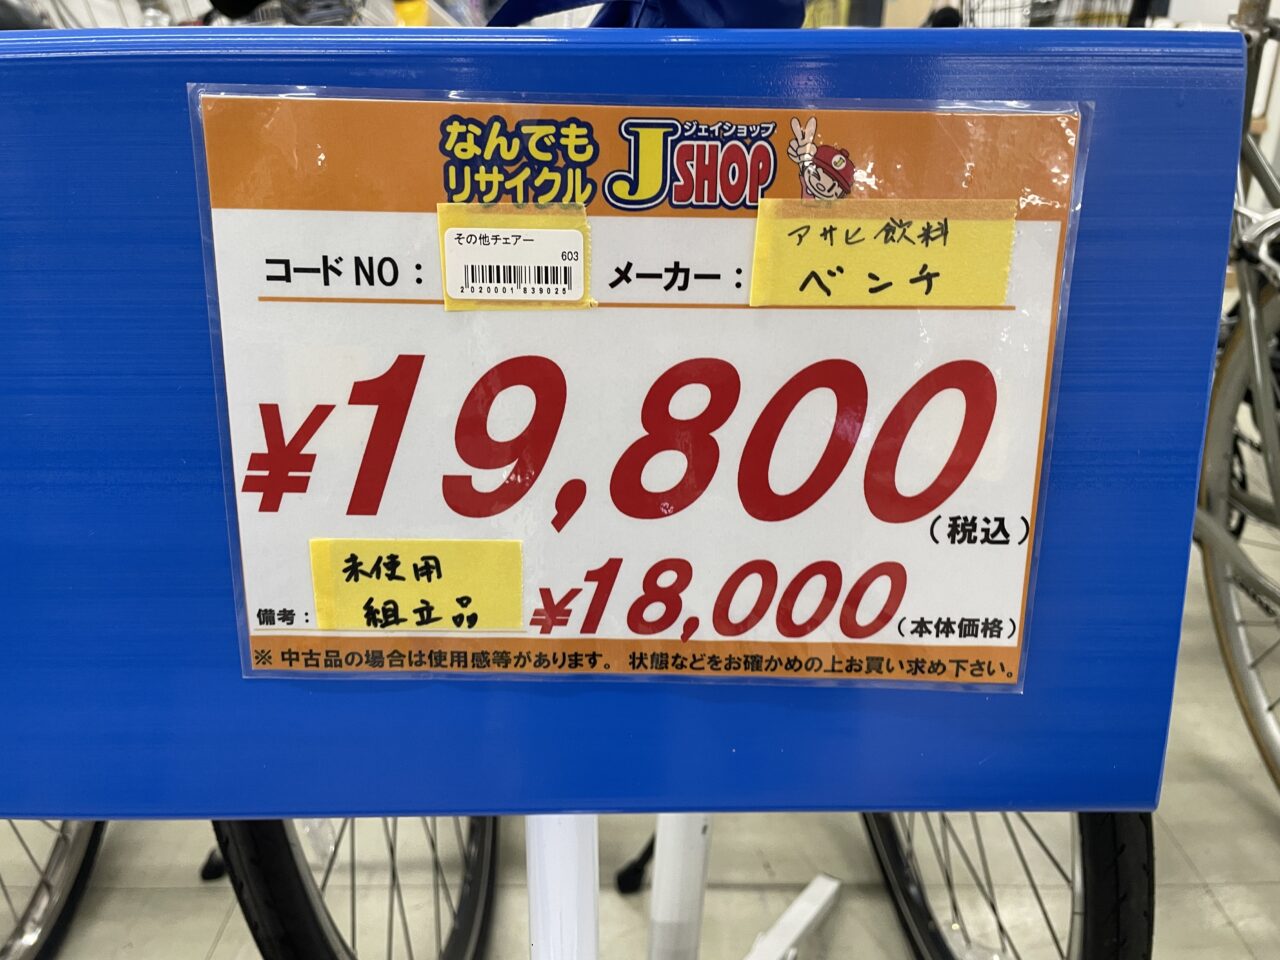 なんでも
リサイクル
ジェイショップ
J SHOP
コードNO：
その他チェアー
603
2020001839025
メーカー：
アサヒ飲料
ベンチ
¥19,800
（税込）
備考：
未使用
組立品
¥18,000（本体価格）
※ 中古品の場合は使用感等があります。 状態などをお確かめの上お買い求め下さい。